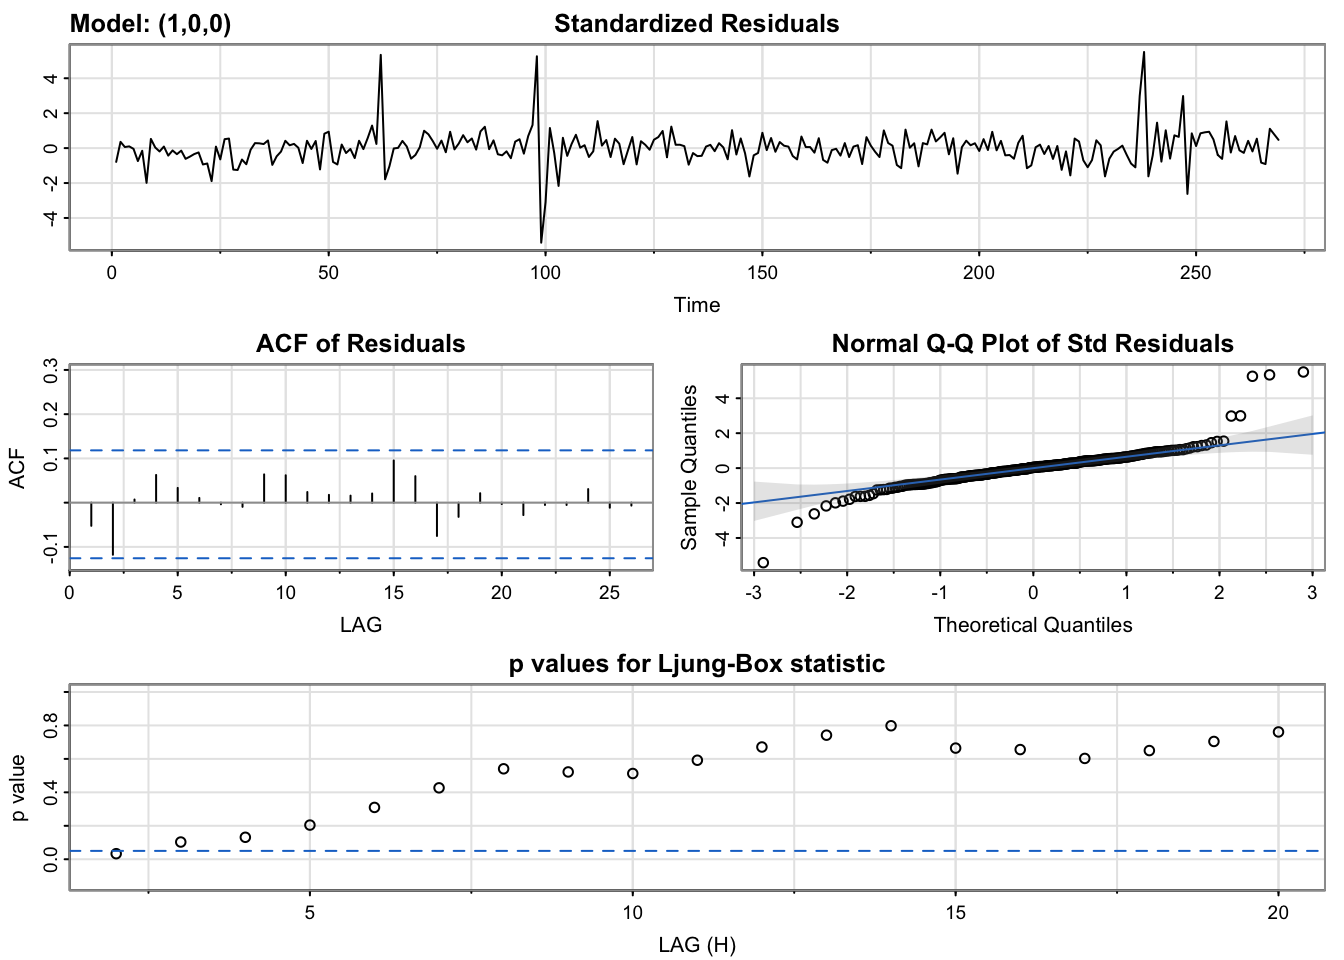 Model: (1,0,0) Standardized Residuals
4
2
0
-2
-4
0 50 100 150 200 250
Time
ACF of Residuals
ACF
0.3
0.2
0.1
-0.1
0 5 10 15 20 25
LAG
Normal Q-Q Plot of Std Residuals
Sample Quantiles
4
2
0
-2
-4
-3 -2 -1 0 1 2 3
Theoretical Quantiles
p values for Ljung-Box statistic
p value
0.8
0.4
0.0
5 10 15 20
LAG (H)